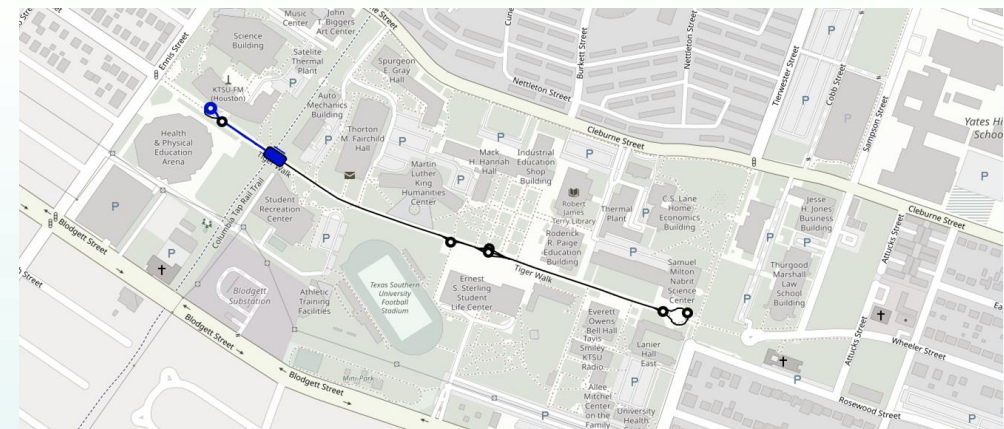 Music
Center
John
T. Biggers
Art Center
Science
Building
Ennis Street
Satelite
Thermal
Plant
Spurgeon
E. Gray
Hall
P
KTSU-FM
(Houston)
Auto
Mechanics
Building
Thorton
M. Fairchild
Hall
P
P
Health
& Physical
Education
Arena
Tiger Walk
Martin
Luther
King
Humanities
Center
P
Mack
H. Hannah
Hall
Industrial
Education
Shop
Building
P
Nettleton Street
Burkett Street
Nettleton Street
Cleburne Street
Tierwester Street
Cobb Street
Sampson Street
P
P
Yates Hi
School
P
Robert
James
Terry Library
Thermal
Plant
P
C.S. Lane
Home
Economics
Building
Jesse
H. Jones
Business
Building
P
Attucks Street
Cleburne Street
Student
Recreation
Center
P
Columbia Tap Rail Trail
P
P
Blodgett Street
Roderick
R. Paige
Education
Building
P
Samuel
Milton
Nabrit
Science
Center
Thurgood
Marshall
Law
School
Building
P
Tiger Walk
Ernest
S. Sterling
Student
Life Center
Texas Southern
University
Football
Stadium
Blodgett
Substation
Athletic
Training
Facilities
Everett
Owens
Bell Hall
Tavis
Smiley
KTSU
Radio
Lanier
Hall
East
P
Wheeler Street
Attucks Street
P
Rosewood Street
Blodgett Street
Mini Park
Blodgett Street
Allee
Mitchell
Center
on the
Family
University
Health
P